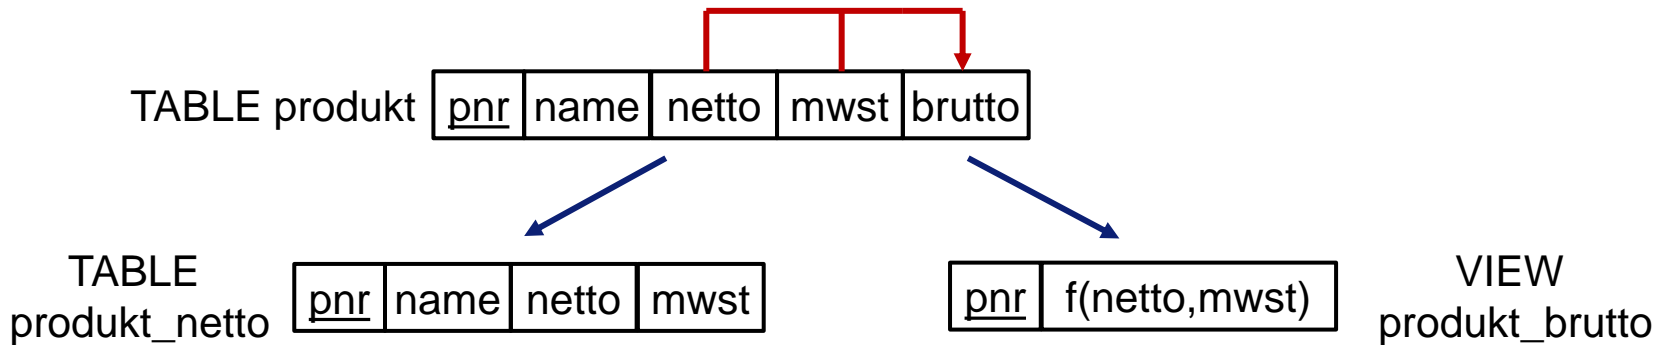 TABLE produkt pnr name netto mwst brutto
TABLE
produkt_netto
pnr name netto mwst
pnr f(netto,mwst)
VIEW
produkt_brutto